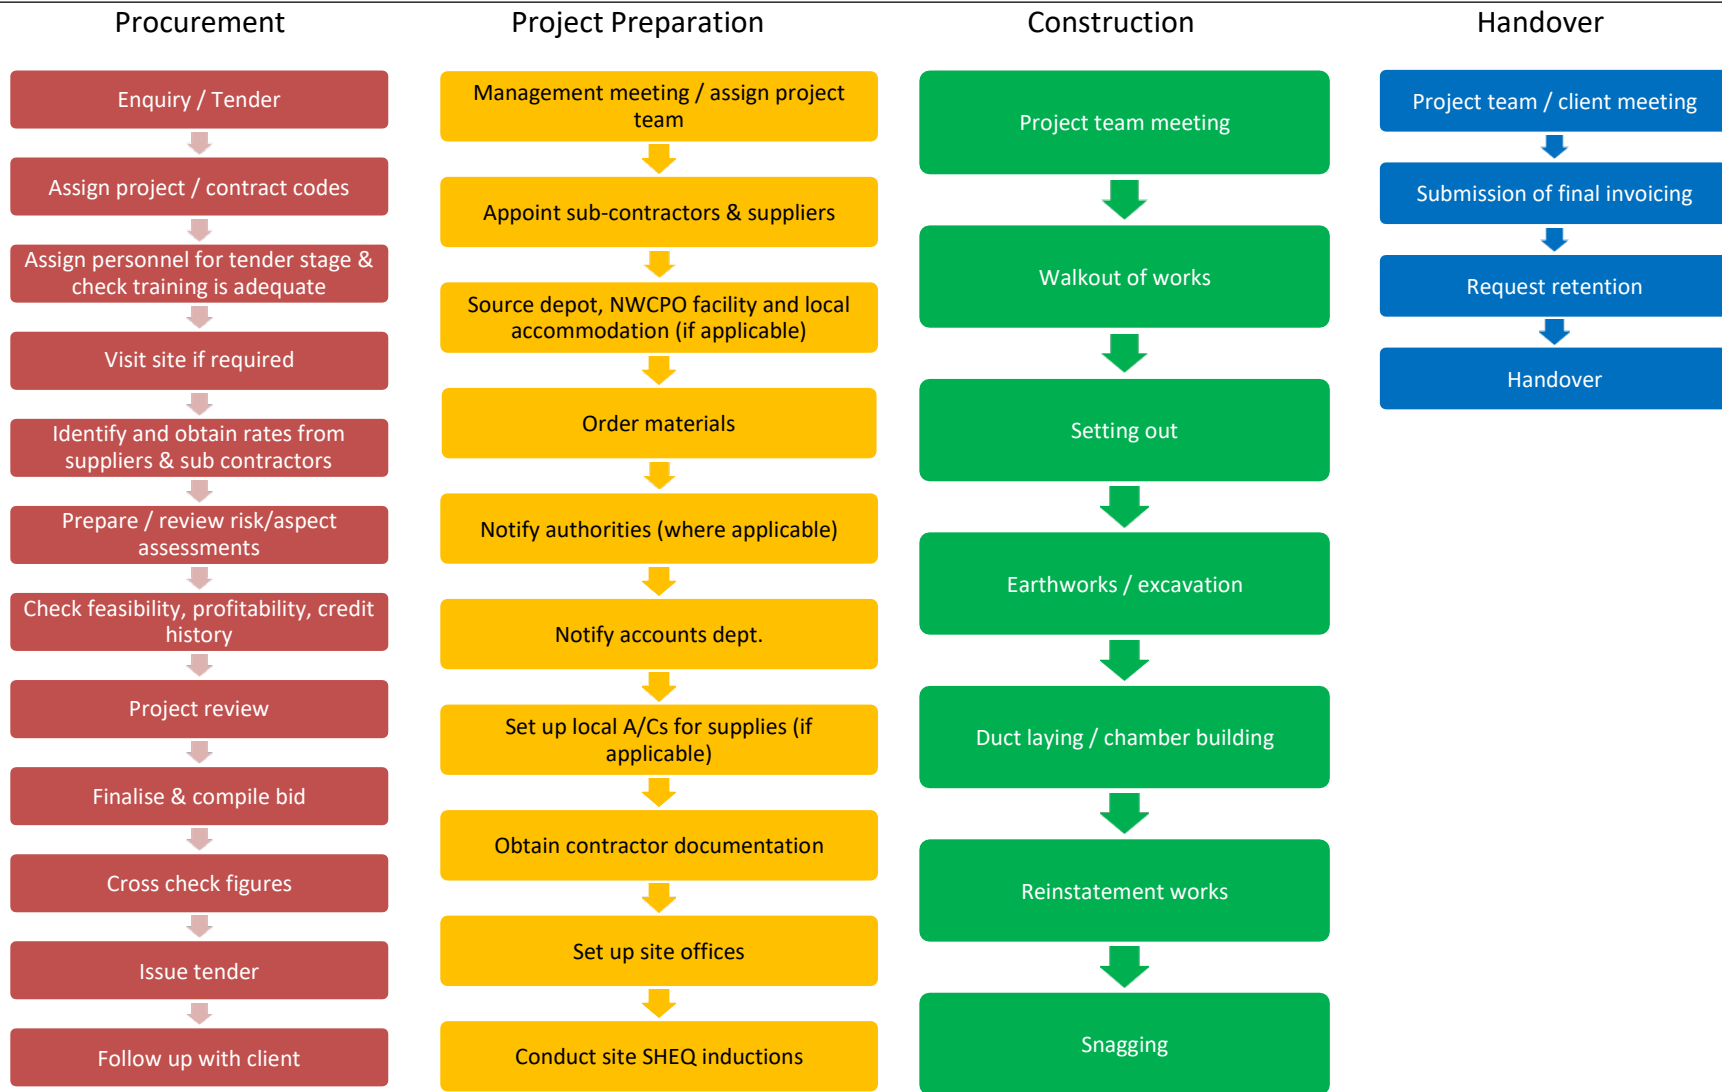 Procurement
Enquiry / Tender
Assign project / contract codes
Assign personnel for tender stage &
check training is adequate
Visit site if required
Identify and obtain rates from
suppliers & sub contractors
Prepare / review risk/aspect
assessments
Check feasibility, profitability, credit
history
Project review
Finalise & compile bid
Cross check figures
Issue tender
Follow up with client
Project Preparation
Management meeting / assign project
team
Appoint sub-contractors & suppliers
Source depot, NWCPO facility and local
accommodation (if applicable)
Order materials
Notify authorities (where applicable)
Notify accounts dept.
Set up local A/Cs for supplies (if
applicable)
Obtain contractor documentation
Set up site offices
Conduct site SHEQ inductions
Construction
Project team meeting
Walkout of works
Setting out
Earthworks / excavation
Duct laying / chamber building
Reinstatement works
Snagging
Handover
Project team / client meeting
Submission of final invoicing
Request retention
Handover